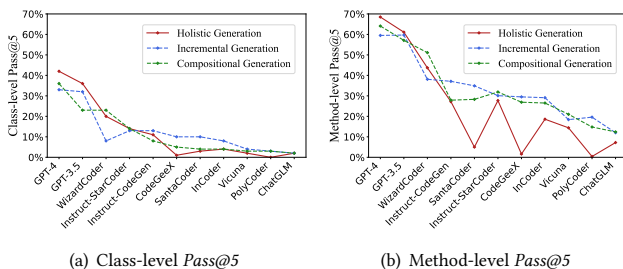 70%
60%
50%
40%
30%
20%
10%
0%
Class-level Pass@5
Holistic Generation
Incremental Generation
Compositional Generation
GPT-4
GPT-3.5
WizardCoder
Instruct-StarCoder
Instruct-CodeGen
CodeGeeX
SantaCoder
InCoder
Vicuna
PolyCoder
ChatGLM
(a) Class-level Pass@5
70%
60%
50%
40%
30%
20%
10%
0%
Method-level Pass@5
Holistic Generation
Incremental Generation
Compositional Generation
GPT-4
GPT-3.5
WizardCoder
Instruct-CodeGen
SantaCoder
Instruct-StarCoder
CodeGeeX
InCoder
Vicuna
PolyCoder
ChatGLM
(b) Method-level Pass@5